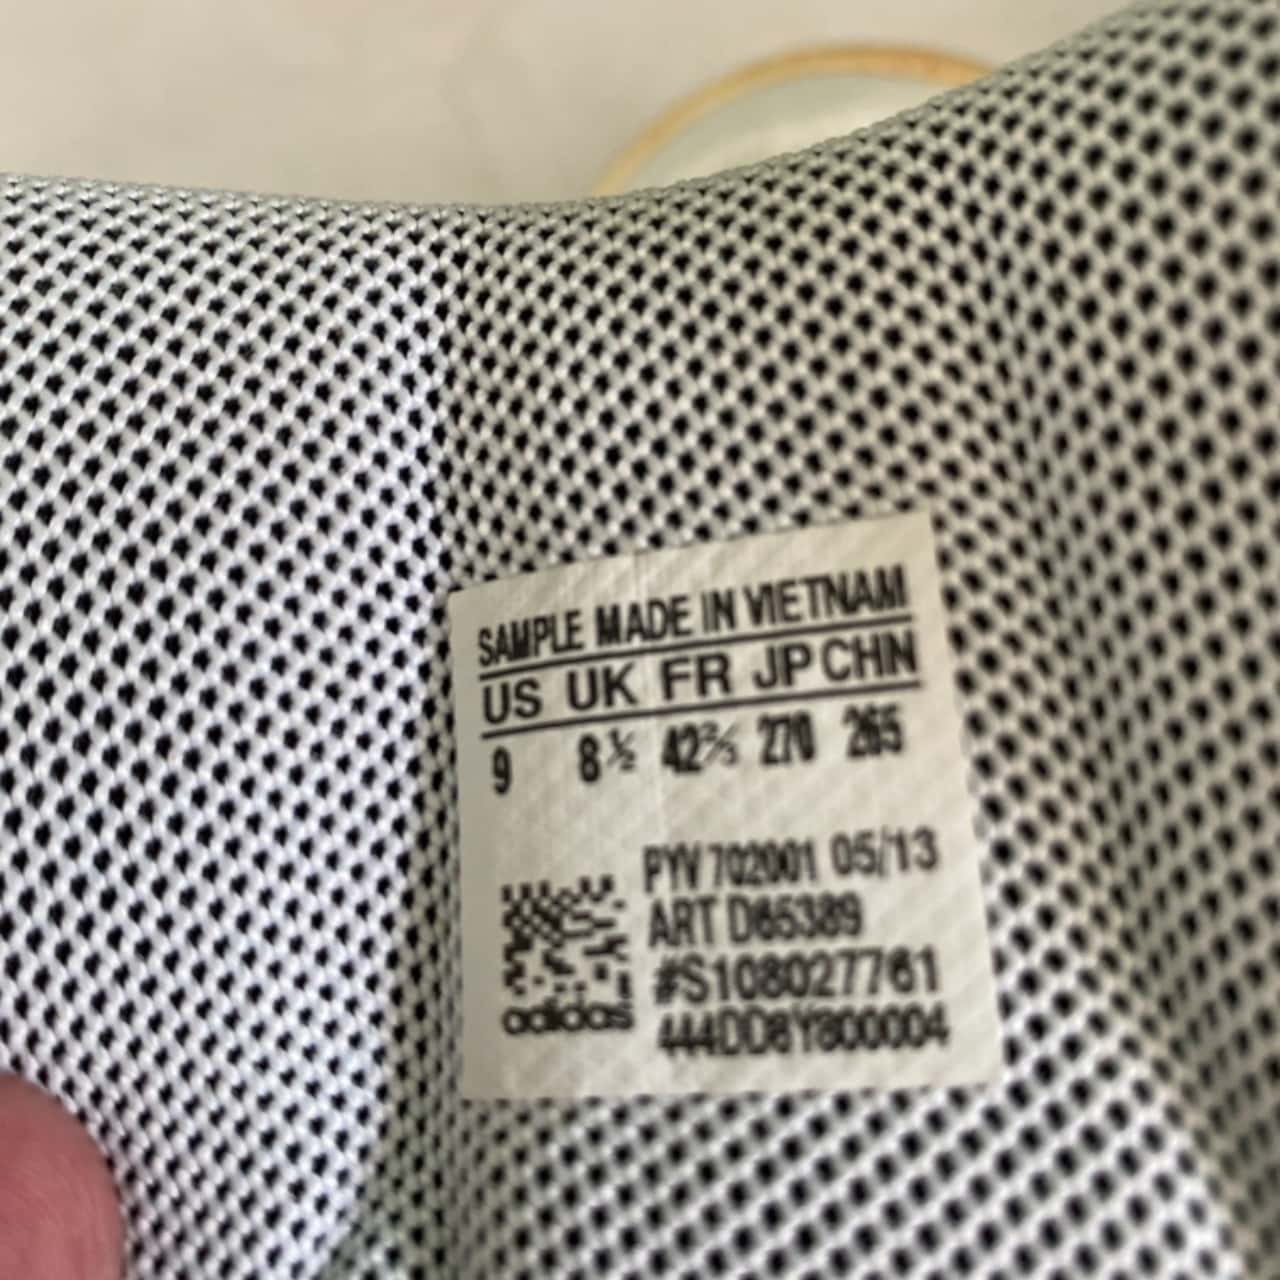 SAMPLE MADE IN VIETNAM
US UK FR JP CHN
9 8½ 42⅔ 270 265
PYV 702001 05/13
ART D65389
#S108027761
adidas
444DD8Y800004